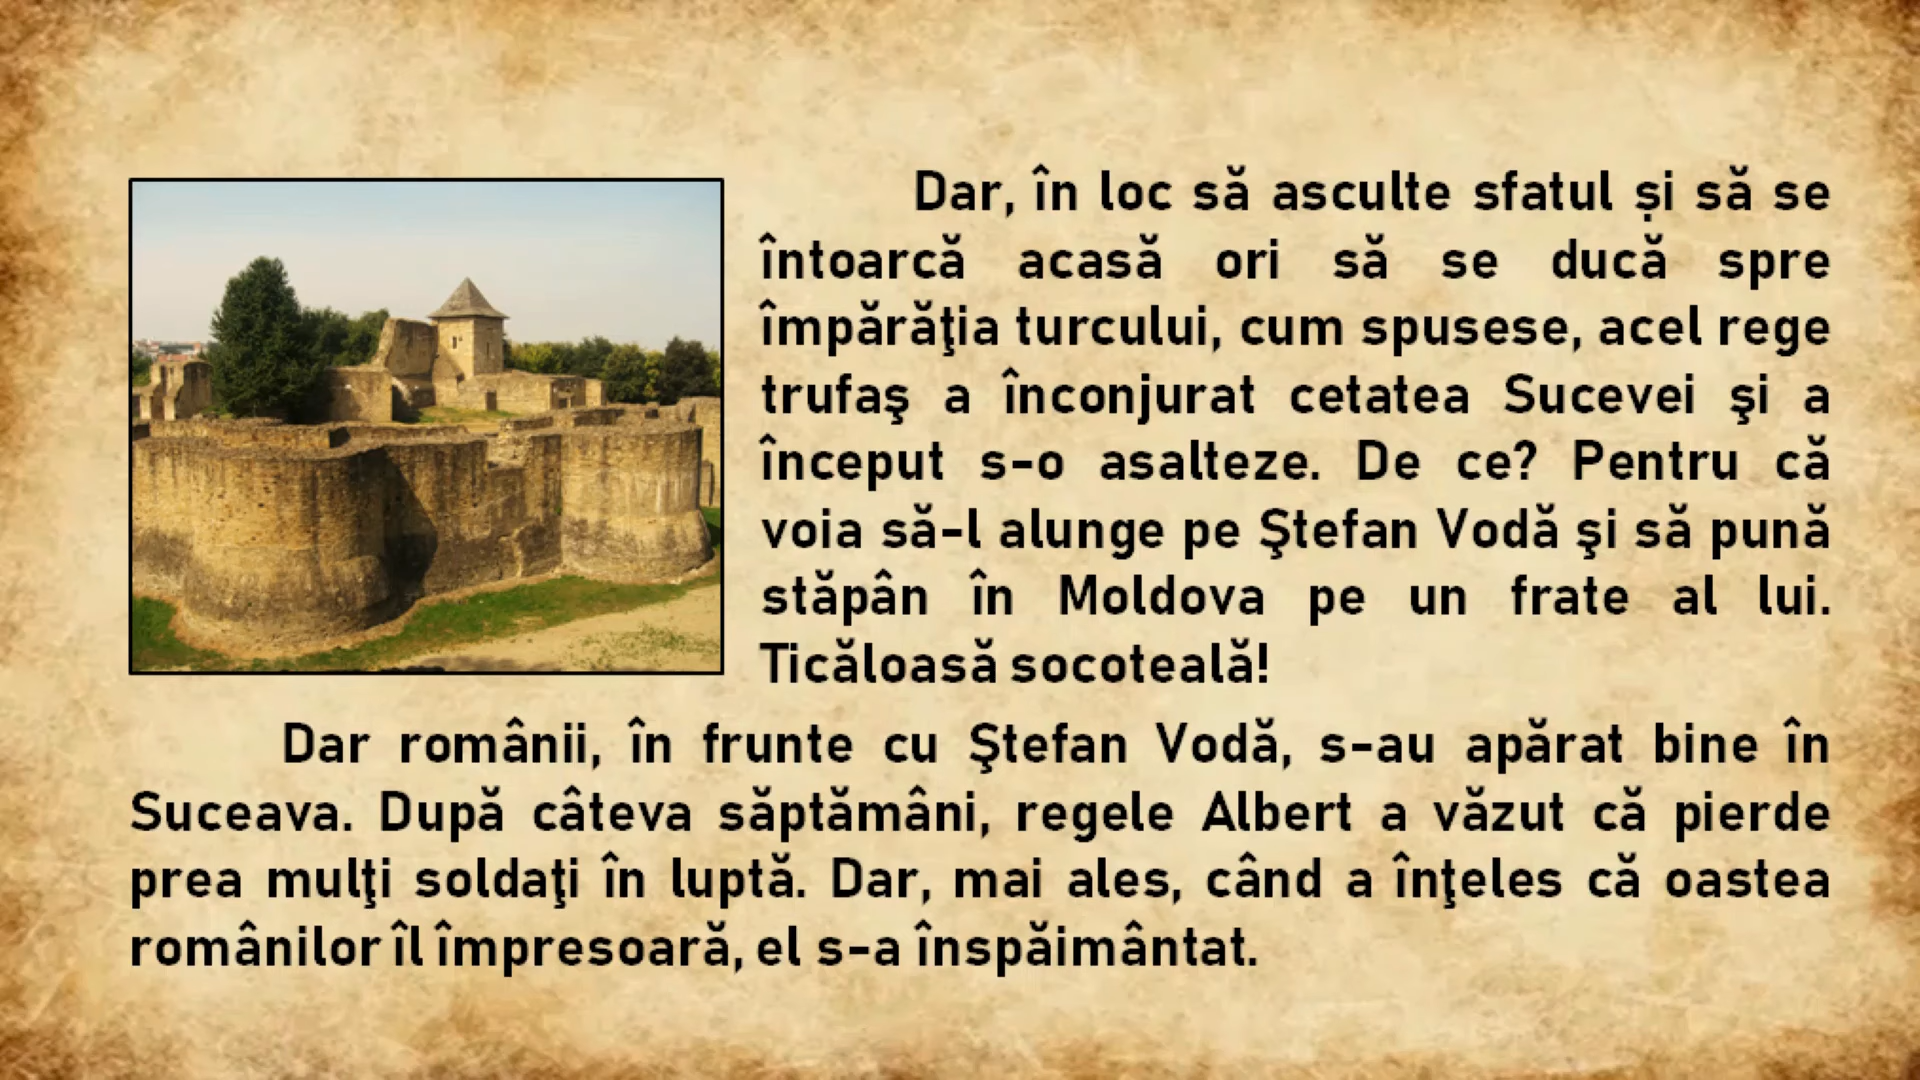 Dar, în loc să asculte sfatul și să se
întoarcă acasă ori să se ducă spre
împărăţia turcului, cum spusese, acel rege
trufaş a înconjurat cetatea Sucevei şi a
început s-o asalteze. De ce? Pentru că
voia să-l alunge pe Ştefan Vodă şi să pună
stăpân în Moldova pe un frate al lui.
Ticăloasă socoteală!
Dar românii, în frunte cu Ştefan Vodă, s-au apărat bine în
Suceava. După câteva săptămâni, regele Albert a văzut că pierde
prea mulţi soldaţi în luptă. Dar, mai ales, când a înţeles că oastea
românilor îl împresoară, el s-a înspăimântat.